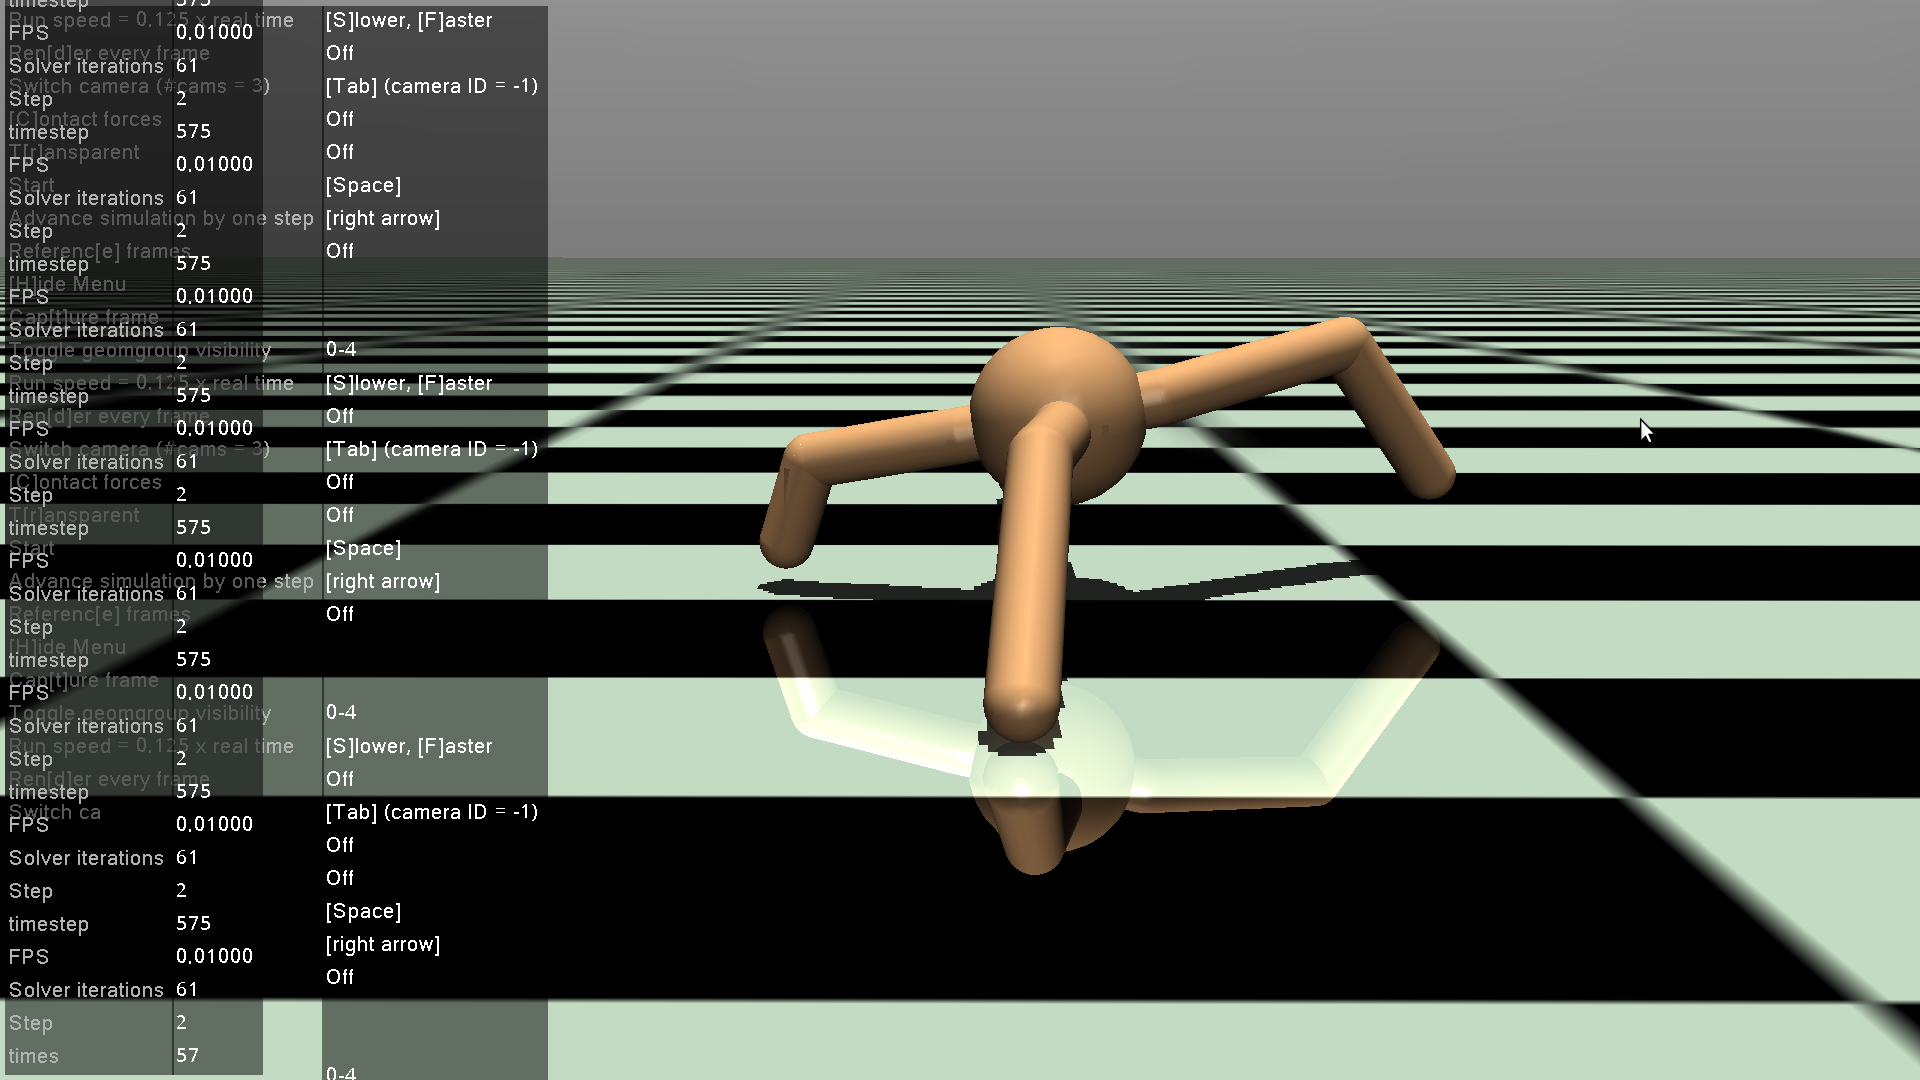 timestep 575
Run speed = 0.125 x real time [S]lower, [F]aster
FPS 0.01000
Ren[d]er every frame Off
Solver iterations 61
Switch camera (#cams = 3) [Tab] (camera ID = -1)
Step 2
[C]ontact forces Off
timestep 575
T[r]ansparent Off
FPS 0.01000
Start [Space]
Solver iterations 61
Advance simulation by one step [right arrow]
Step 2
Referenc[e] frames Off
timestep 575
[H]ide Menu
FPS 0.01000
Cap[t]ure frame
Solver iterations 61
Toggle geomgroup visibility 0-4
Step 2
Run speed = 0.125 x real time [S]lower, [F]aster
timestep 575
Ren[d]er every frame Off
FPS 0.01000
Switch camera (#cams = 3) [Tab] (camera ID = -1)
Solver iterations 61
[C]ontact forces Off
Step 2
T[r]ansparent Off
timestep 575
Start [Space]
FPS 0.01000
Advance simulation by one step [right arrow]
Solver iterations 61
Referenc[e] frames Off
Step 2
[H]ide Menu
timestep 575
Cap[t]ure frame
FPS 0.01000
Toggle geomgroup visibility 0-4
Solver iterations 61
Run speed = 0.125 x real time [S]lower, [F]aster
Step 2
Ren[d]er every frame Off
timestep 575
Switch ca [Tab] (camera ID = -1)
FPS 0.01000
Off
Solver iterations 61
Off
Step 2
[Space]
timestep 575
[right arrow]
FPS 0.01000
Off
Solver iterations 61
Step 2
times 57
0-4